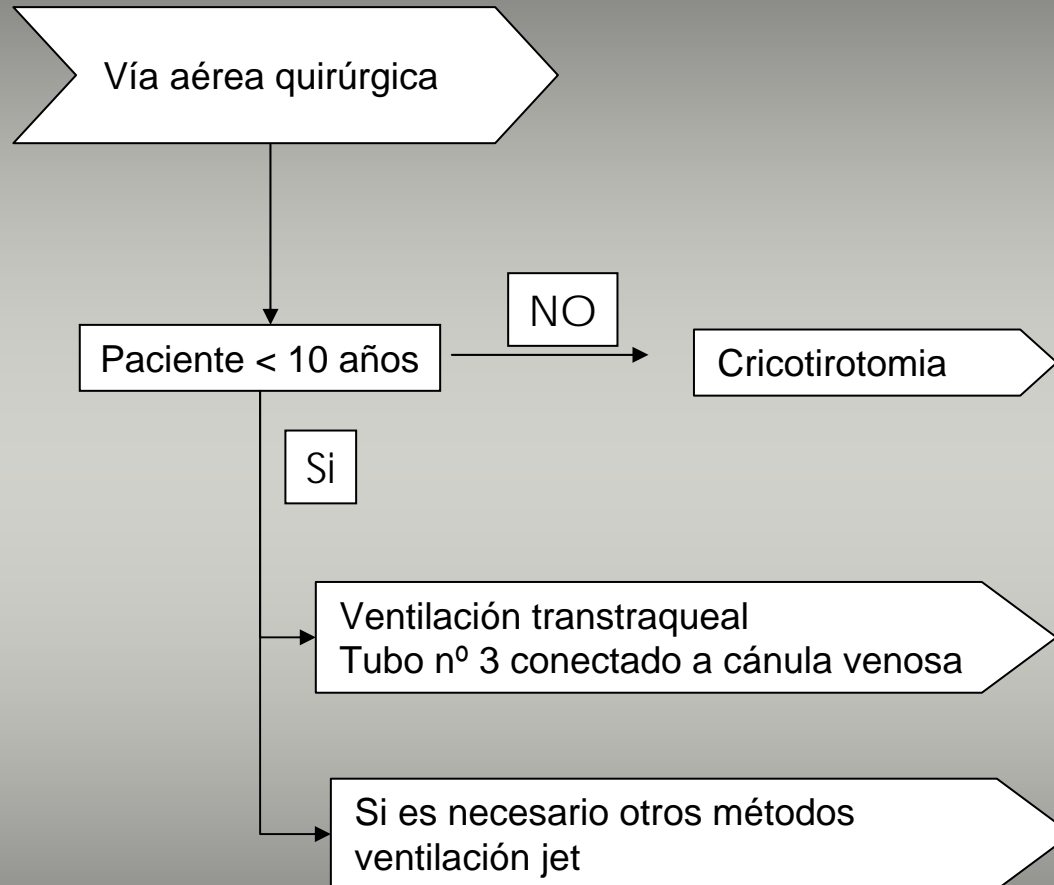 Vía aérea quirúrgica
NO
Paciente < 10 años
Cricotirotomia
Si
Ventilación transtraqueal
Tubo nº 3 conectado a cánula venosa
Si es necesario otros métodos
ventilación jet